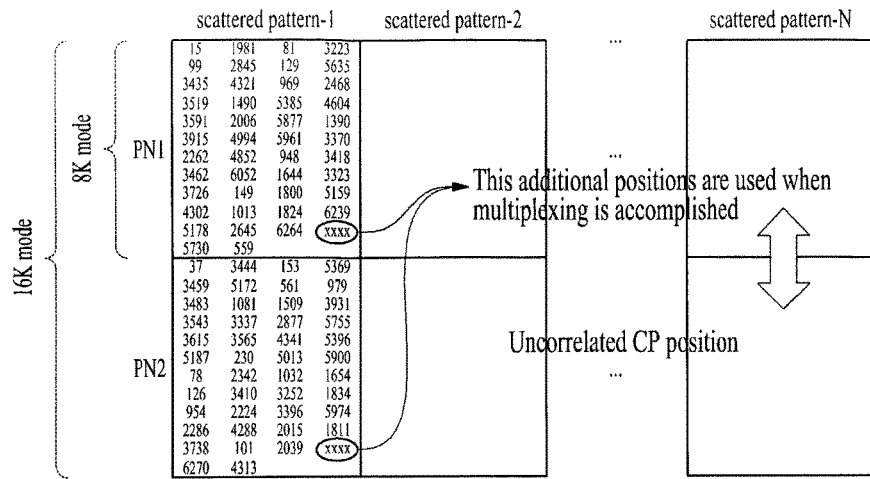 scattered pattern-1 scattered pattern-2 ... scattered pattern-N
16K mode
8K mode
PN1
15 1981 81 3223
99 2845 129 5635
3435 4321 969 2468
3519 1490 5385 4604
3591 2006 5877 1390
3915 4994 5961 3370
2262 4852 948 3418
3462 6052 1644 3323
3726 149 1800 5159
4302 1013 1824 6239
5178 2645 6264 xxxx
5730 559
...
This additional positions are used when
multiplexing is accomplished
PN2
37 3444 153 5369
3459 5172 561 979
3483 1081 1509 3931
3543 3337 2877 5755
3615 3565 4341 5396
5187 230 5013 5900
78 2342 1032 1654
126 3410 3252 1834
954 2224 3396 5974
2286 4288 2015 1811
3738 101 2039 xxxx
6270 4313
Uncorrelated CP position
...